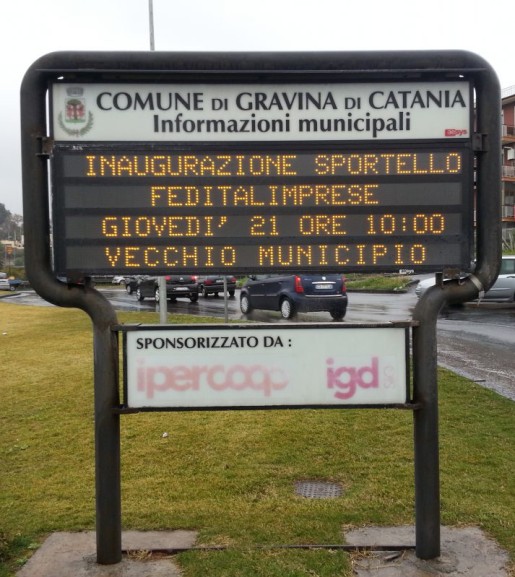 COMUNE DI GRAVINA DI CATANIA
Informazioni municipali
INAUGURAZIONE SPORTELLO
FEDITALIMPRESE
GIOVEDI' 21 ORE 10:00
VECCHIO MUNICIPIO
SPONSORIZZATO DA :
ipercoop igd